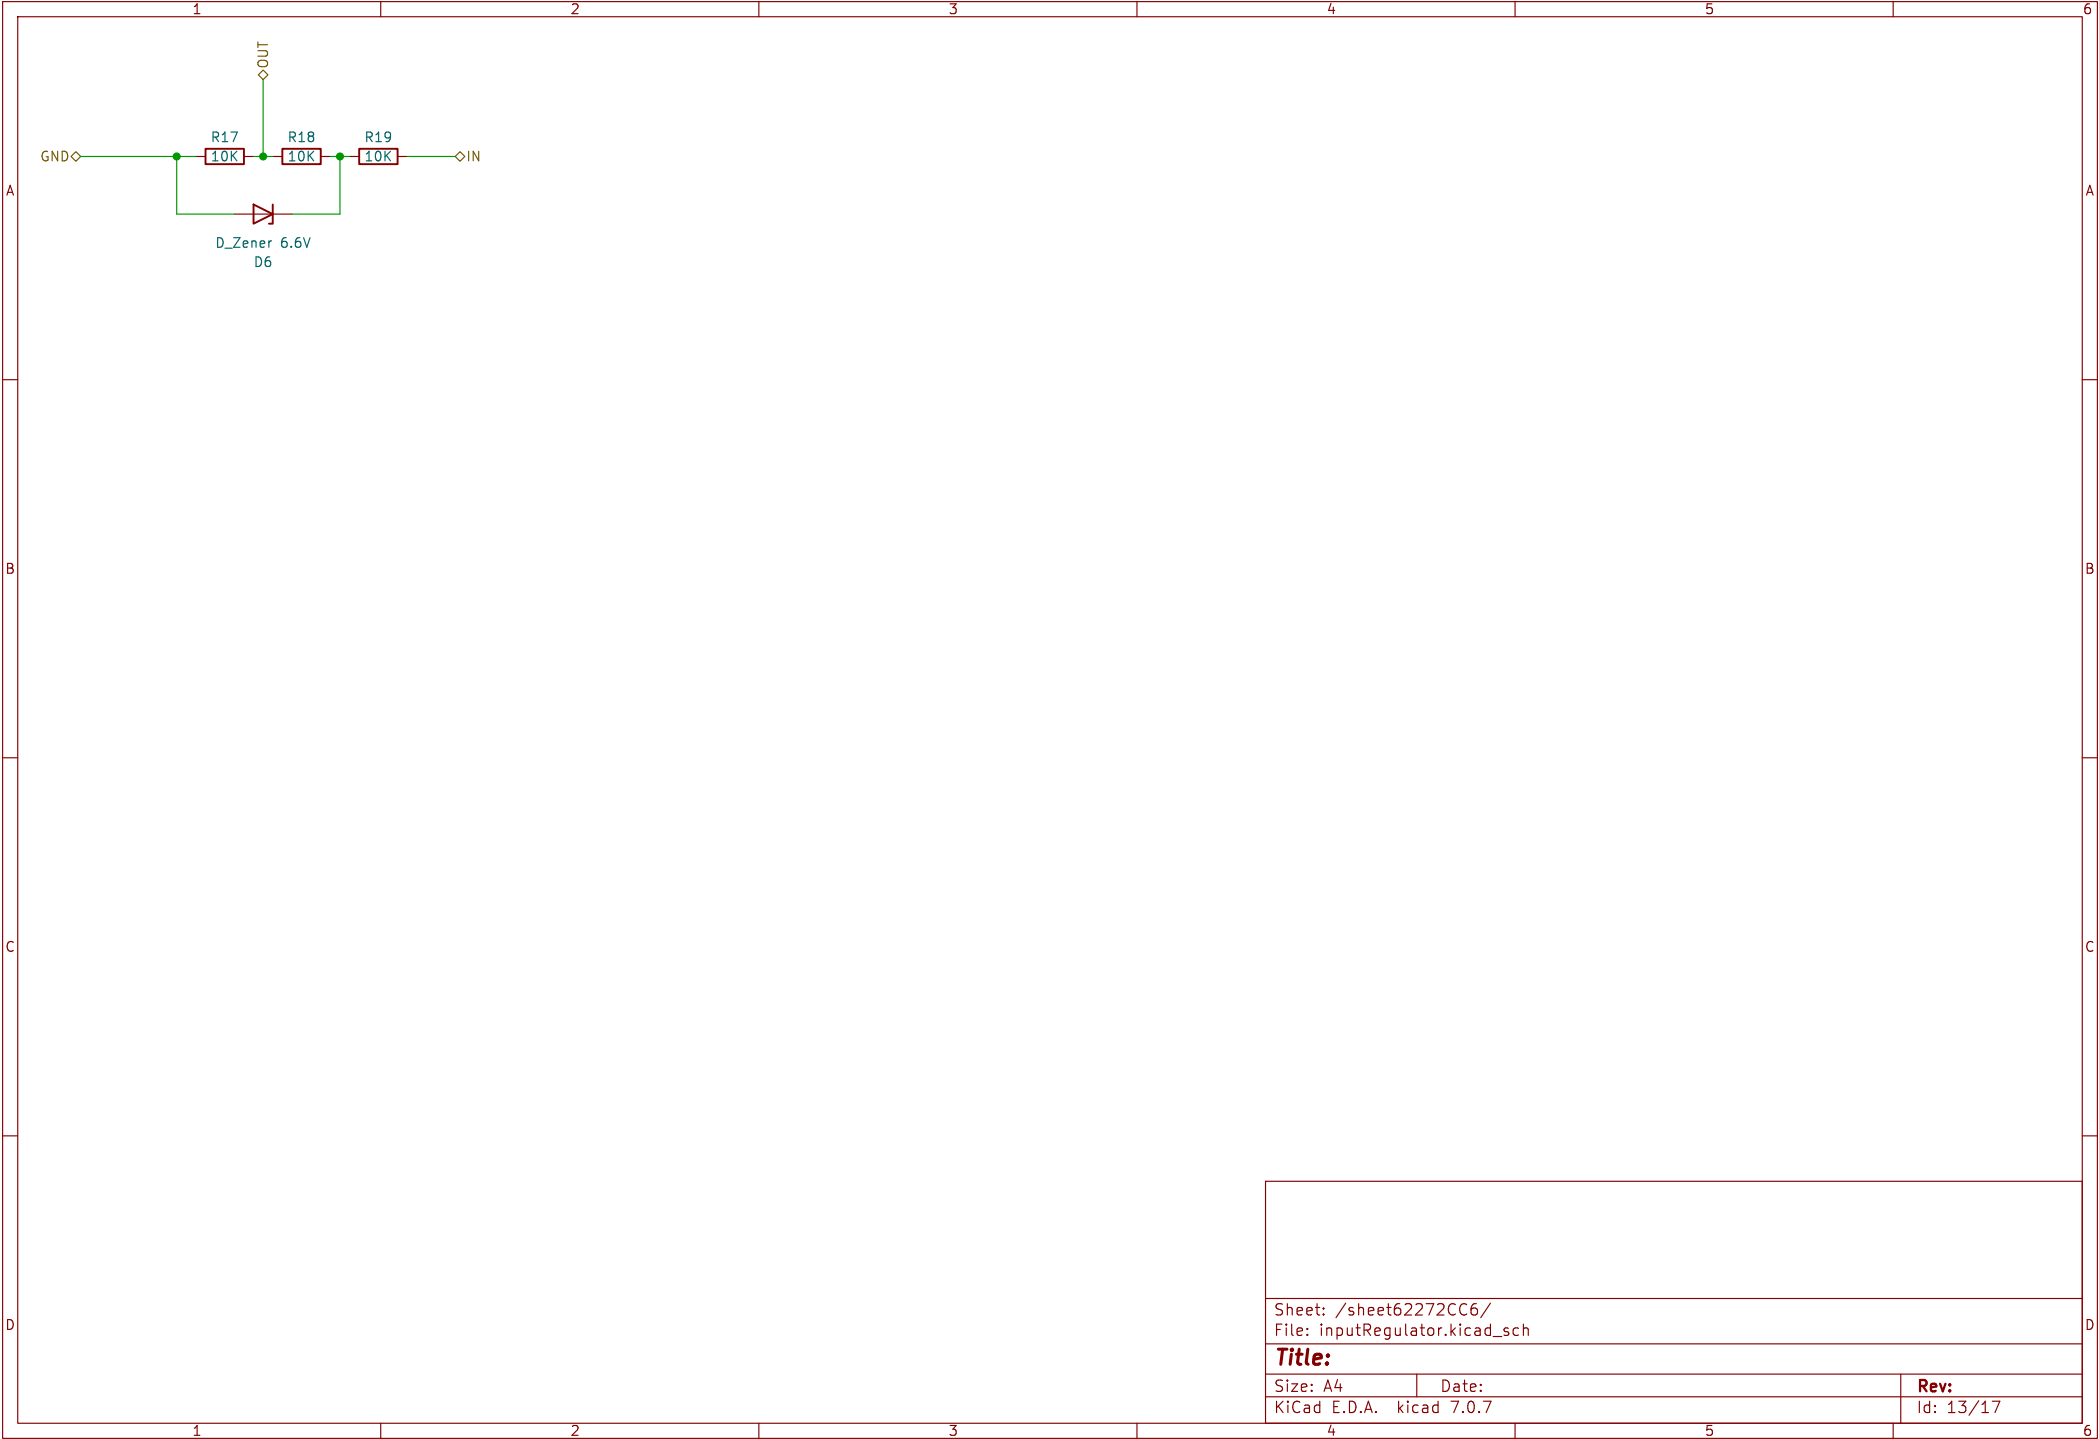 1 2 3 4 5 6
OUT
R17 R18 R19
GND 10K 10K 10K IN
A A
D_Zener 6.6V
D6
B B
C C
Sheet: /sheet62272CC6/
D D
File: inputRegulator.kicad_sch
Title:
Size: A4 Date: Rev:
KiCad E.D.A. kicad 7.0.7 Id: 13/17
1 2 3 4 5 6